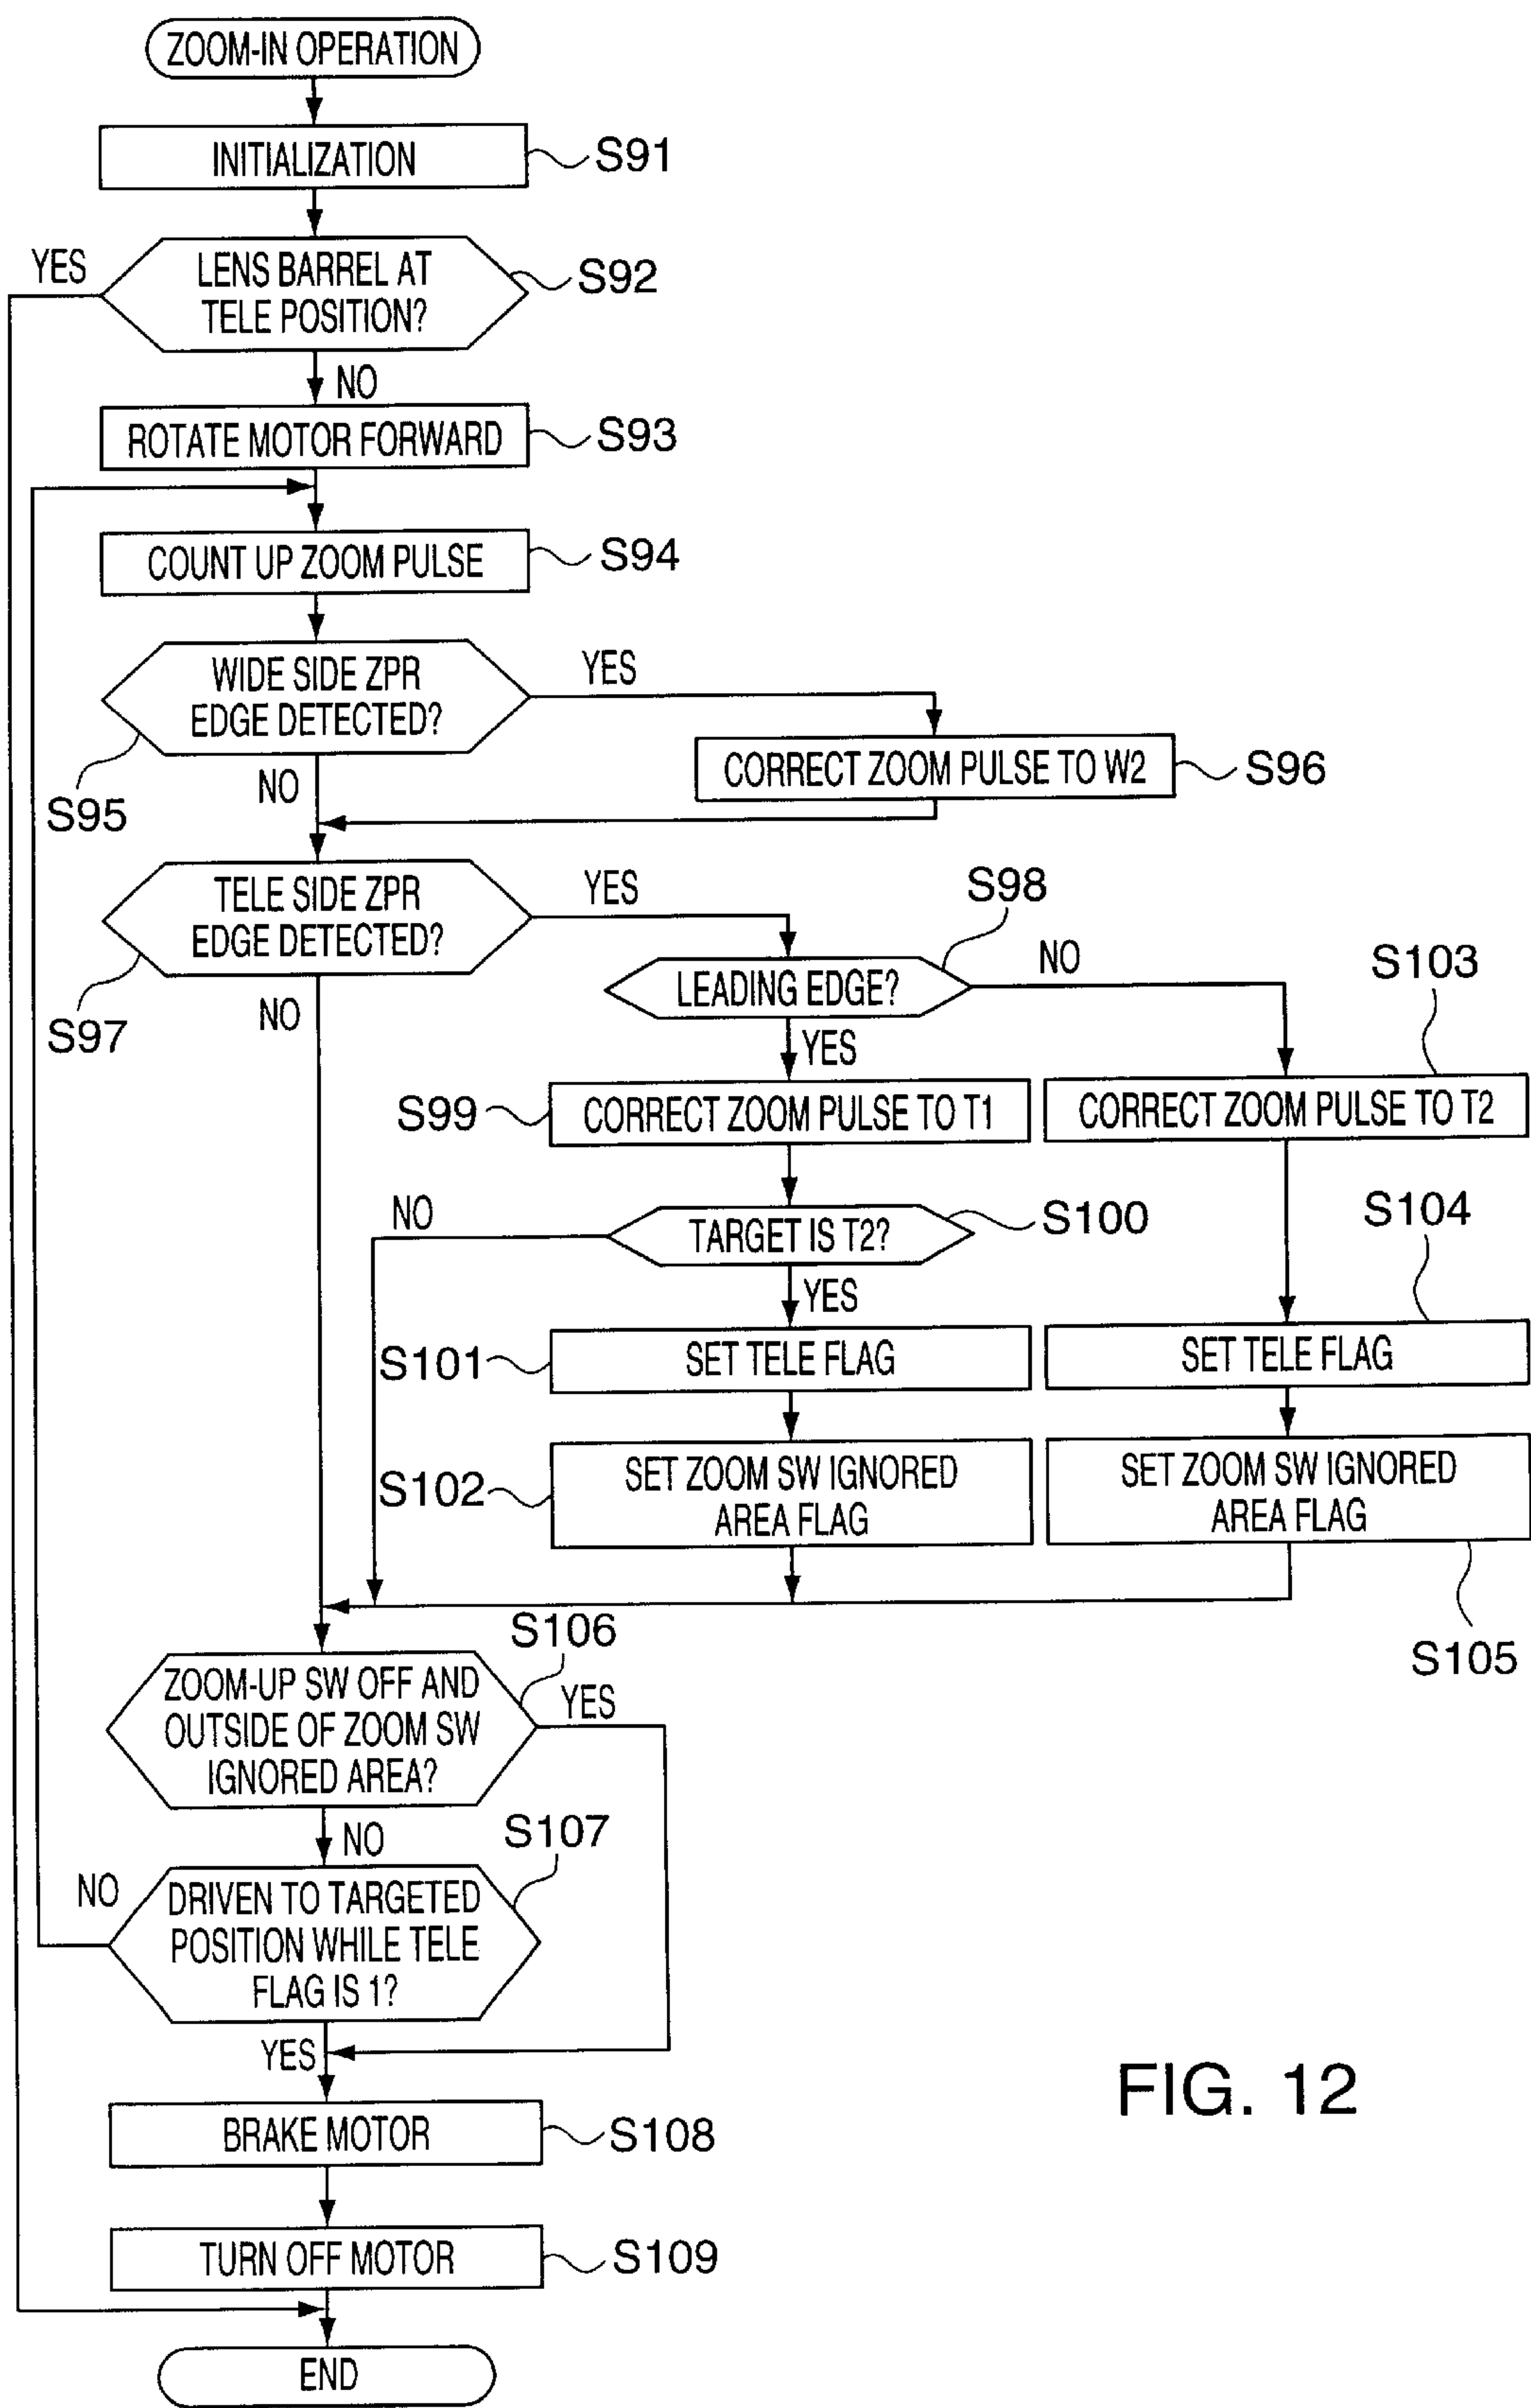 ZOOM-IN OPERATION
INITIALIZATION
S91
YES
LENS BARREL AT
TELE POSITION?
S92
NO
ROTATE MOTOR FORWARD
S93
COUNT UP ZOOM PULSE
S94
WIDE SIDE ZPR
EDGE DETECTED?
YES
S95
NO
CORRECT ZOOM PULSE TO W2
S96
TELE SIDE ZPR
EDGE DETECTED?
YES
S97
NO
S98
LEADING EDGE?
NO
YES
S103
S99
CORRECT ZOOM PULSE TO T1
CORRECT ZOOM PULSE TO T2
NO
TARGET IS T2?
S100
YES
S104
S101
SET TELE FLAG
SET TELE FLAG
S102
SET ZOOM SW IGNORED
AREA FLAG
SET ZOOM SW IGNORED
AREA FLAG
S105
S106
ZOOM-UP SW OFF AND
OUTSIDE OF ZOOM SW
IGNORED AREA?
YES
NO
S107
NO
DRIVEN TO TARGETED
POSITION WHILE TELE
FLAG IS 1?
YES
BRAKE MOTOR
S108
TURN OFF MOTOR
S109
END
FIG. 12